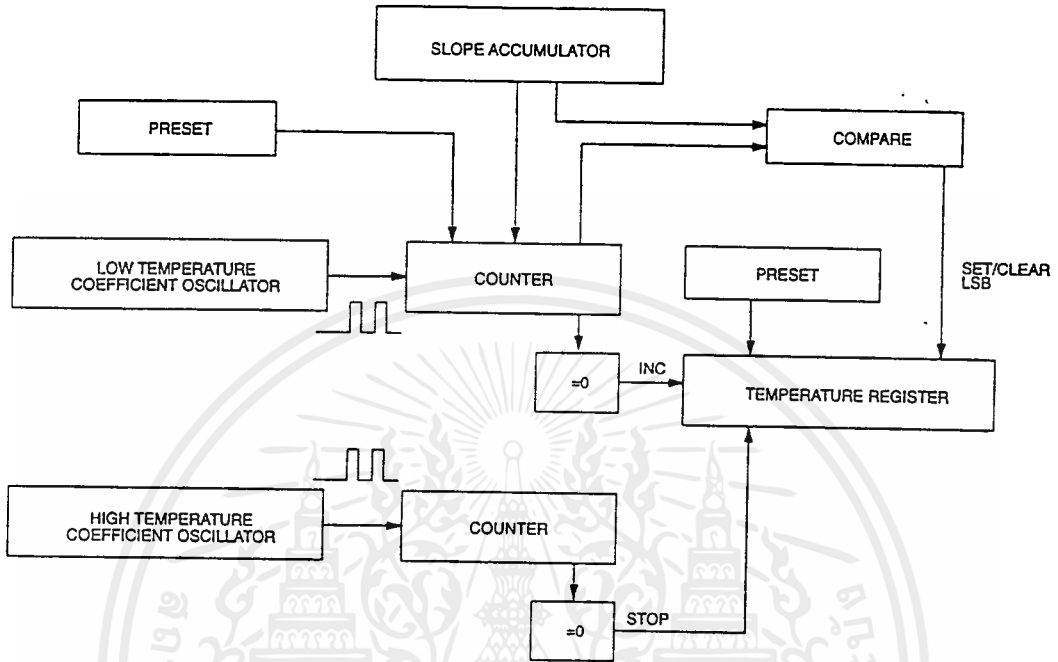 SLOPE ACCUMULATOR
PRESET
COMPARE
LOW TEMPERATURE
COEFFICIENT OSCILLATOR
COUNTER
PRESET
SET/CLEAR
LSB
=0
INC
TEMPERATURE REGISTER
HIGH TEMPERATURE
COEFFICIENT OSCILLATOR
COUNTER
=0
STOP